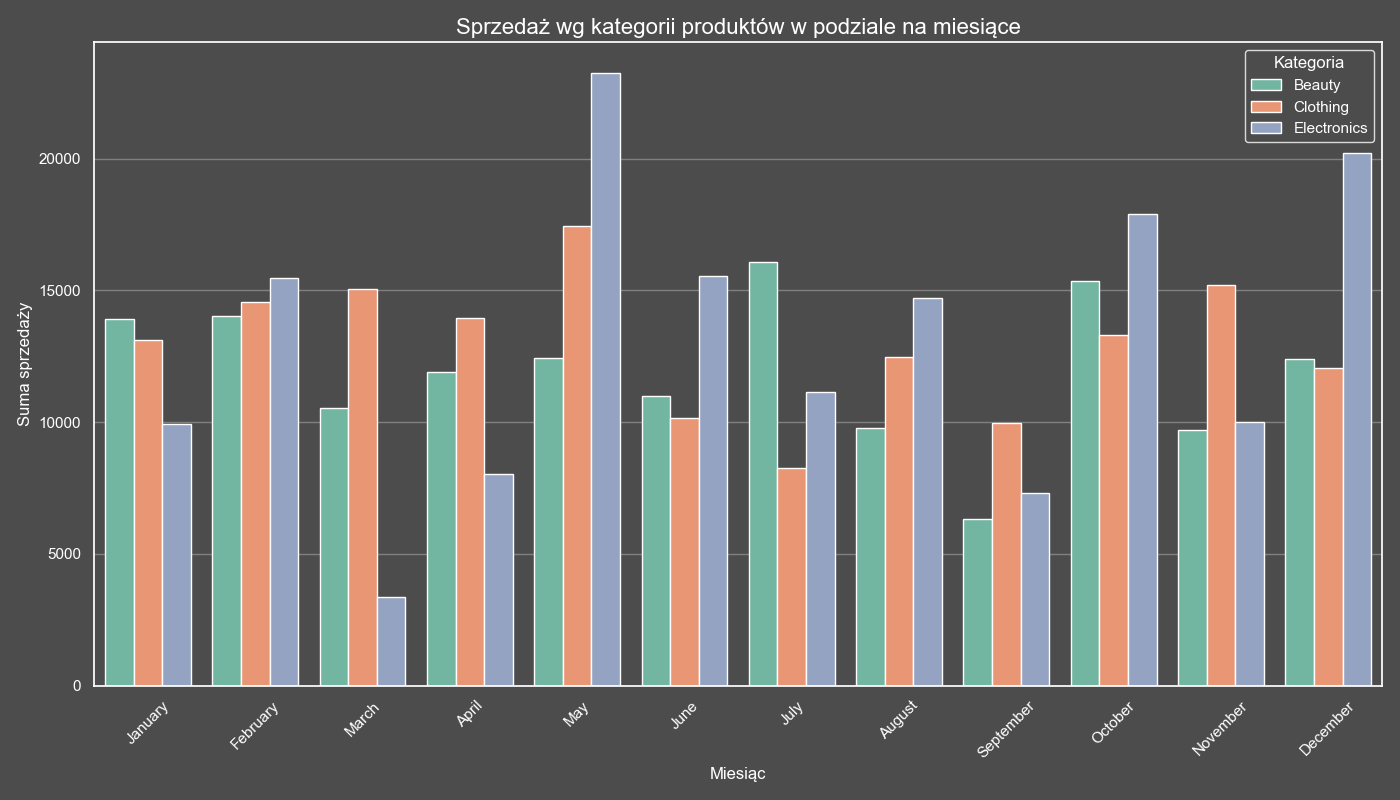 Sprzedaż wg kategorii produktów w podziale na miesiące
Kategoria
Beauty
Clothing
Electronics
Suma sprzedaży
20000
15000
10000
5000
0
January
February
March
April
May
June
July
August
September
October
November
December
Miesiąc